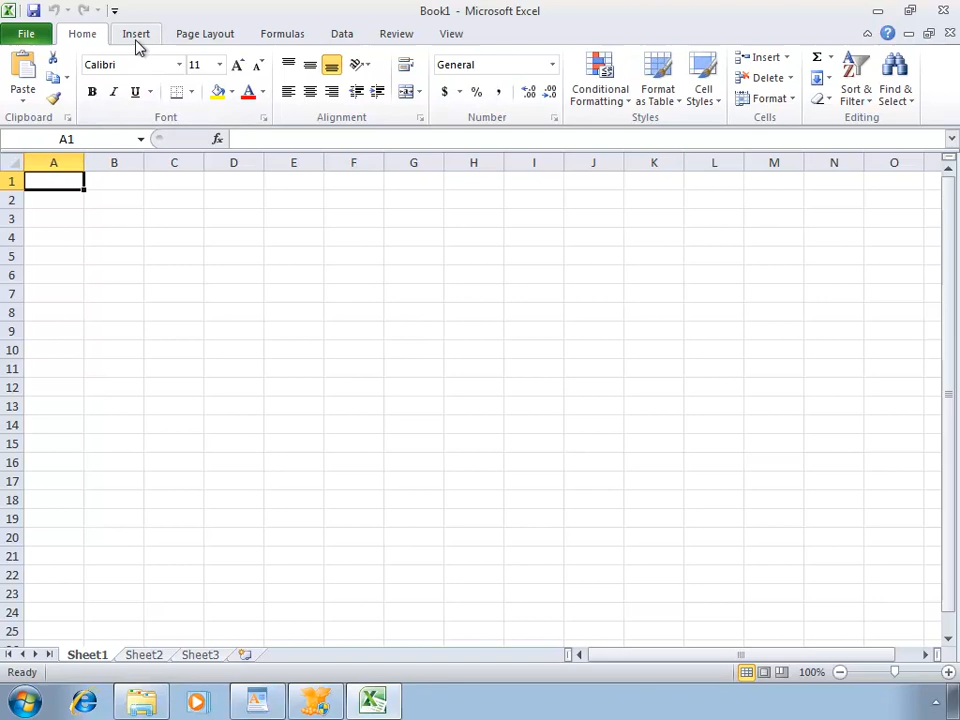 Book1 - Microsoft Excel
File Home Insert Page Layout Formulas Data Review View
Calibri 11 General
Paste
B I U $ % ,
Conditional Formatting
Format as Table
Cell Styles
Insert
Delete
Format
Σ
Sort & Filter
Find & Select
Clipboard Font Alignment Number Styles Cells Editing
A1 fx
A B C D E F G H I J K L M N O
1
2
3
4
5
6
7
8
9
10
11
12
13
14
15
16
17
18
19
20
21
22
23
24
25
Sheet1 Sheet2 Sheet3
Ready 100%